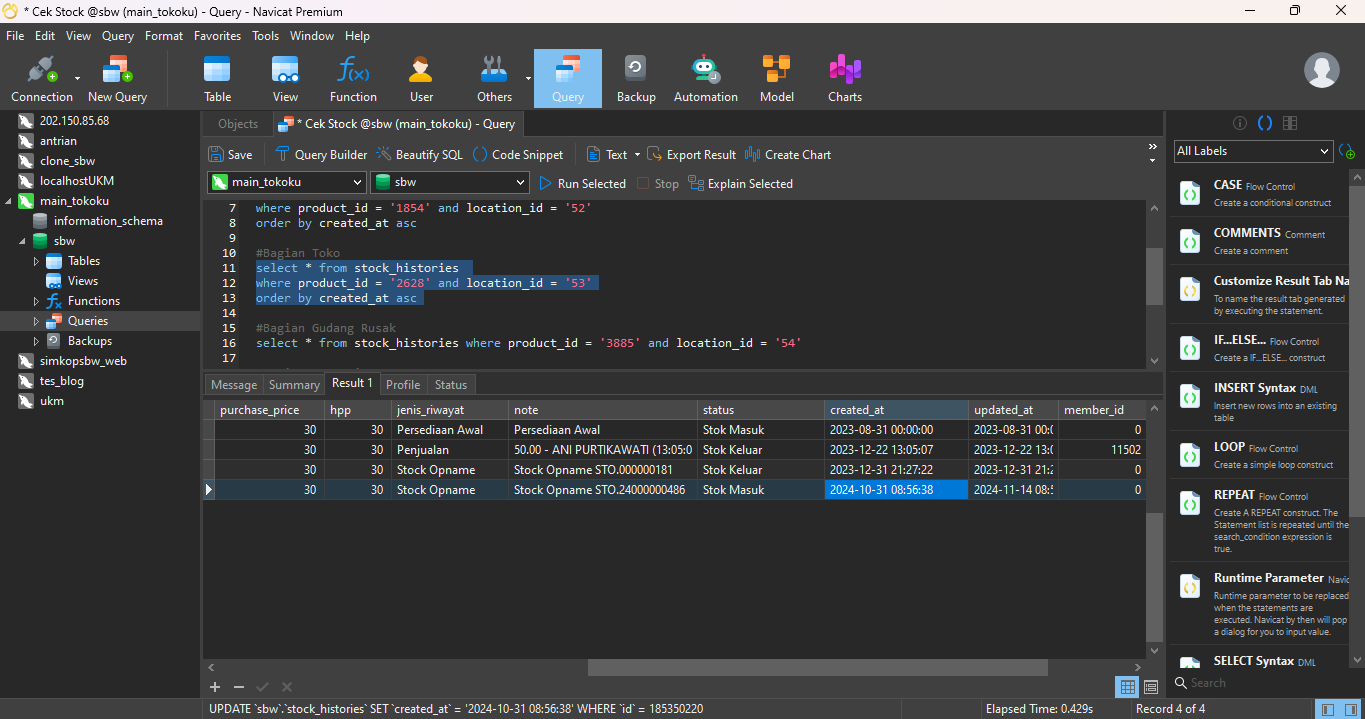 * Cek Stock @sbw (main_tokoku) - Query - Navicat Premium
File Edit View Query Format Favorites Tools Window Help
Connection New Query Table View Function User Others Query Backup Automation Model Charts
202.150.85.68
antrian
clone_sbw
localhostUKM
main_tokoku
information_schema
sbw
Tables
Views
Functions
Queries
Backups
simkopsbw_web
tes_blog
ukm
Objects * Cek Stock @sbw (main_tokoku) - Query
Save Query Builder Beautify SQL Code Snippet Text Export Result Create Chart
main_tokoku sbw Run Selected Stop Explain Selected
7 where product_id = '1854' and location_id = '52'
8 order by created_at asc
9
10 #Bagian Toko
11 select * from stock_histories
12 where product_id = '2628' and location_id = '53'
13 order by created_at asc
14
15 #Bagian Gudang Rusak
16 select * from stock_histories where product_id = '3885' and location_id = '54'
17
Message Summary Result 1 Profile Status
purchase_price hpp jenis_riwayat note status created_at updated_at member_id
30 30 Persediaan Awal Persediaan Awal Stok Masuk 2023-08-31 00:00:00 2023-08-31 00:0 0
30 30 Penjualan 50.00 - ANI PURTIKAWATI (13:05:0 Stok Keluar 2023-12-22 13:05:07 2023-12-22 13:0 11502
30 30 Stock Opname Stock Opname STO.000000181 Stok Keluar 2023-12-31 21:27:22 2023-12-31 21:2 0
30 30 Stock Opname Stock Opname STO.24000000486 Stok Masuk 2024-10-31 08:56:38 2024-11-14 08:5 0
UPDATE `sbw`.`stock_histories` SET `created_at` = '2024-10-31 08:56:38' WHERE `id` = 185350220
Elapsed Time: 0.429s Record 4 of 4
All Labels
CASE Flow Control
Create a conditional construct
COMMENTS Comment
Create a comment
Customize Result Tab Na
To name the result tab generated
by executing the statement.
IF...ELSE... Flow Control
Create a IF...ELSE... construct
INSERT Syntax DML
Insert new rows into an existing
table
LOOP Flow Control
Create a simple loop construct
REPEAT Flow Control
Create A REPEAT construct. The
Statement list is repeated until the
search_condition expression is
true.
Runtime Parameter Navic
Runtime parameter to be replaced
when the statements are
executed. Navicat by then will pop
a dialog for you to input value.
SELECT Syntax DML
Search